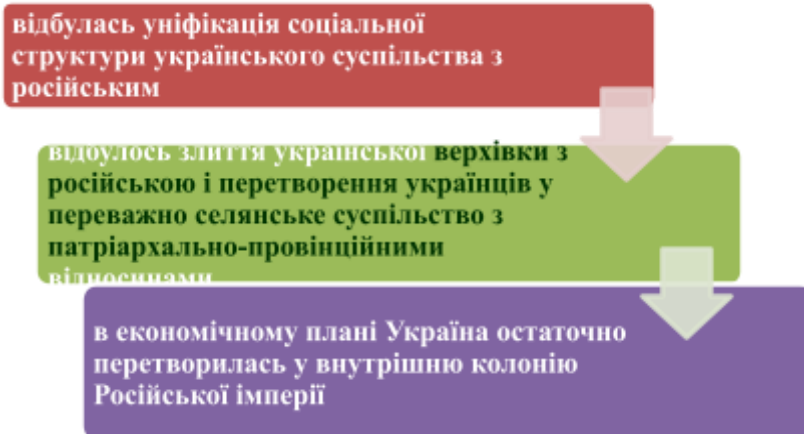 відбулась уніфікація соціальної
структури українського суспільства з
російським
відбулось злиття української верхівки з
російською і перетворення українців у
переважно селянське суспільство з
патріархально-провінційними
відносинами
в економічному плані Україна остаточно
перетворилась у внутрішню колонію
Російської імперії